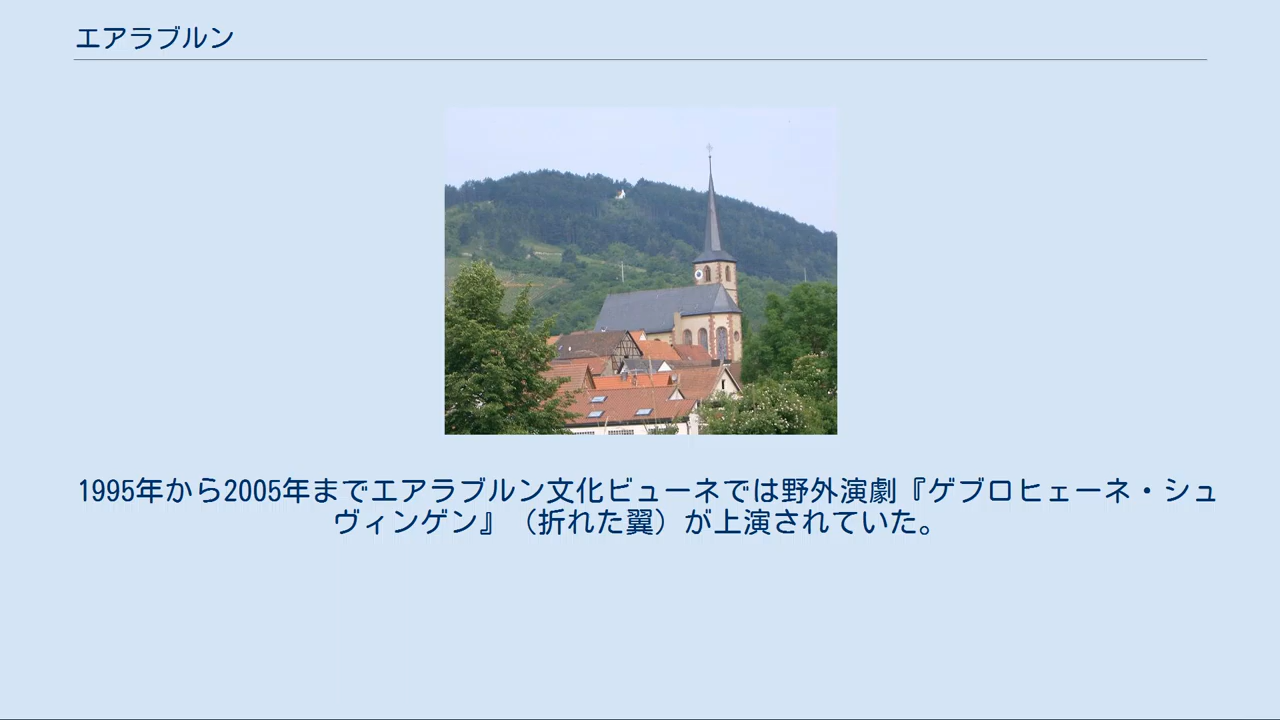 エアラブルン
1995年から2005年までエアラブルン文化ビューネでは野外演劇『ゲブロヒェーネ・シュ
ヴィンゲン』（折れた翼）が上演されていた。